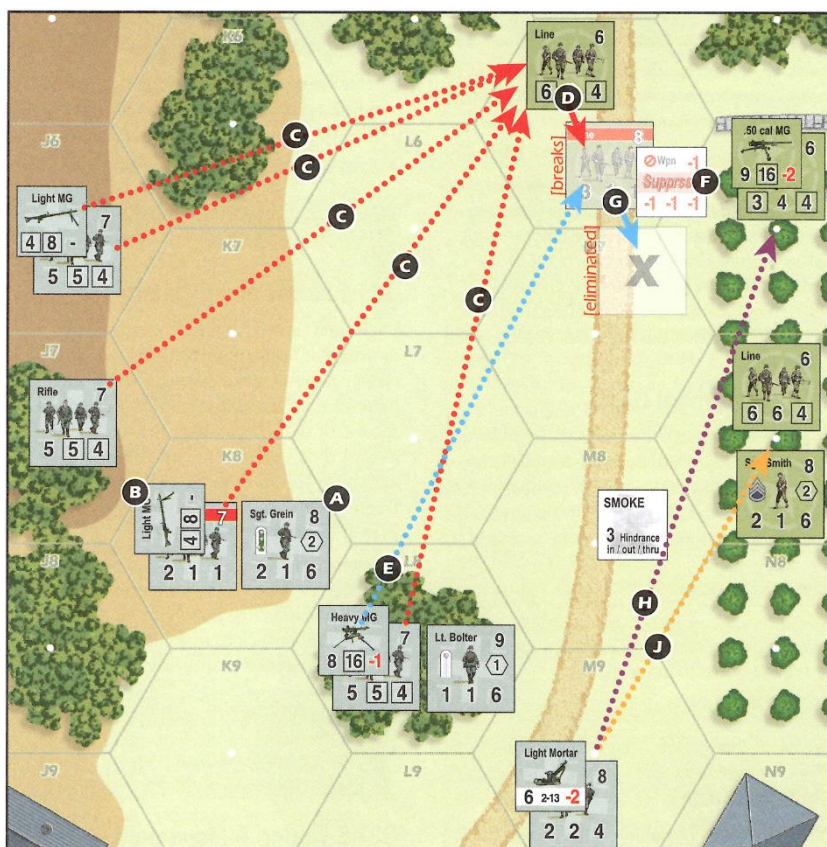 K6
Line 6
6 4
D
J6
C
L6
[breaks]
8
3
Wpn -1
Supprss
-1 -1 -1
F
.50 cal MG
6
9 16 -2
3 4 4
Light MG
7
4 8 -
5 5 4
C
K7
C
G
C
C
[eliminated]
X
J7
L7
Line 6
6 6 4
Rifle 7
5 5 4
K8
M8
B
Light MG
4 8 -
7
2 1 1
Sgt. Grein 8
2
2 1 6
A
SMOKE
3 Hindrance
in / out / thru
Smith 8
2
2 1 6
J8
N8
E
H
Heavy MG
7
8 16 -1
5 5 4
Lt. Bolter 9
1
1 1 6
J
K9
M9
J9
L9
N9
Light Mortar
8
6 2-13 -2
2 2 4